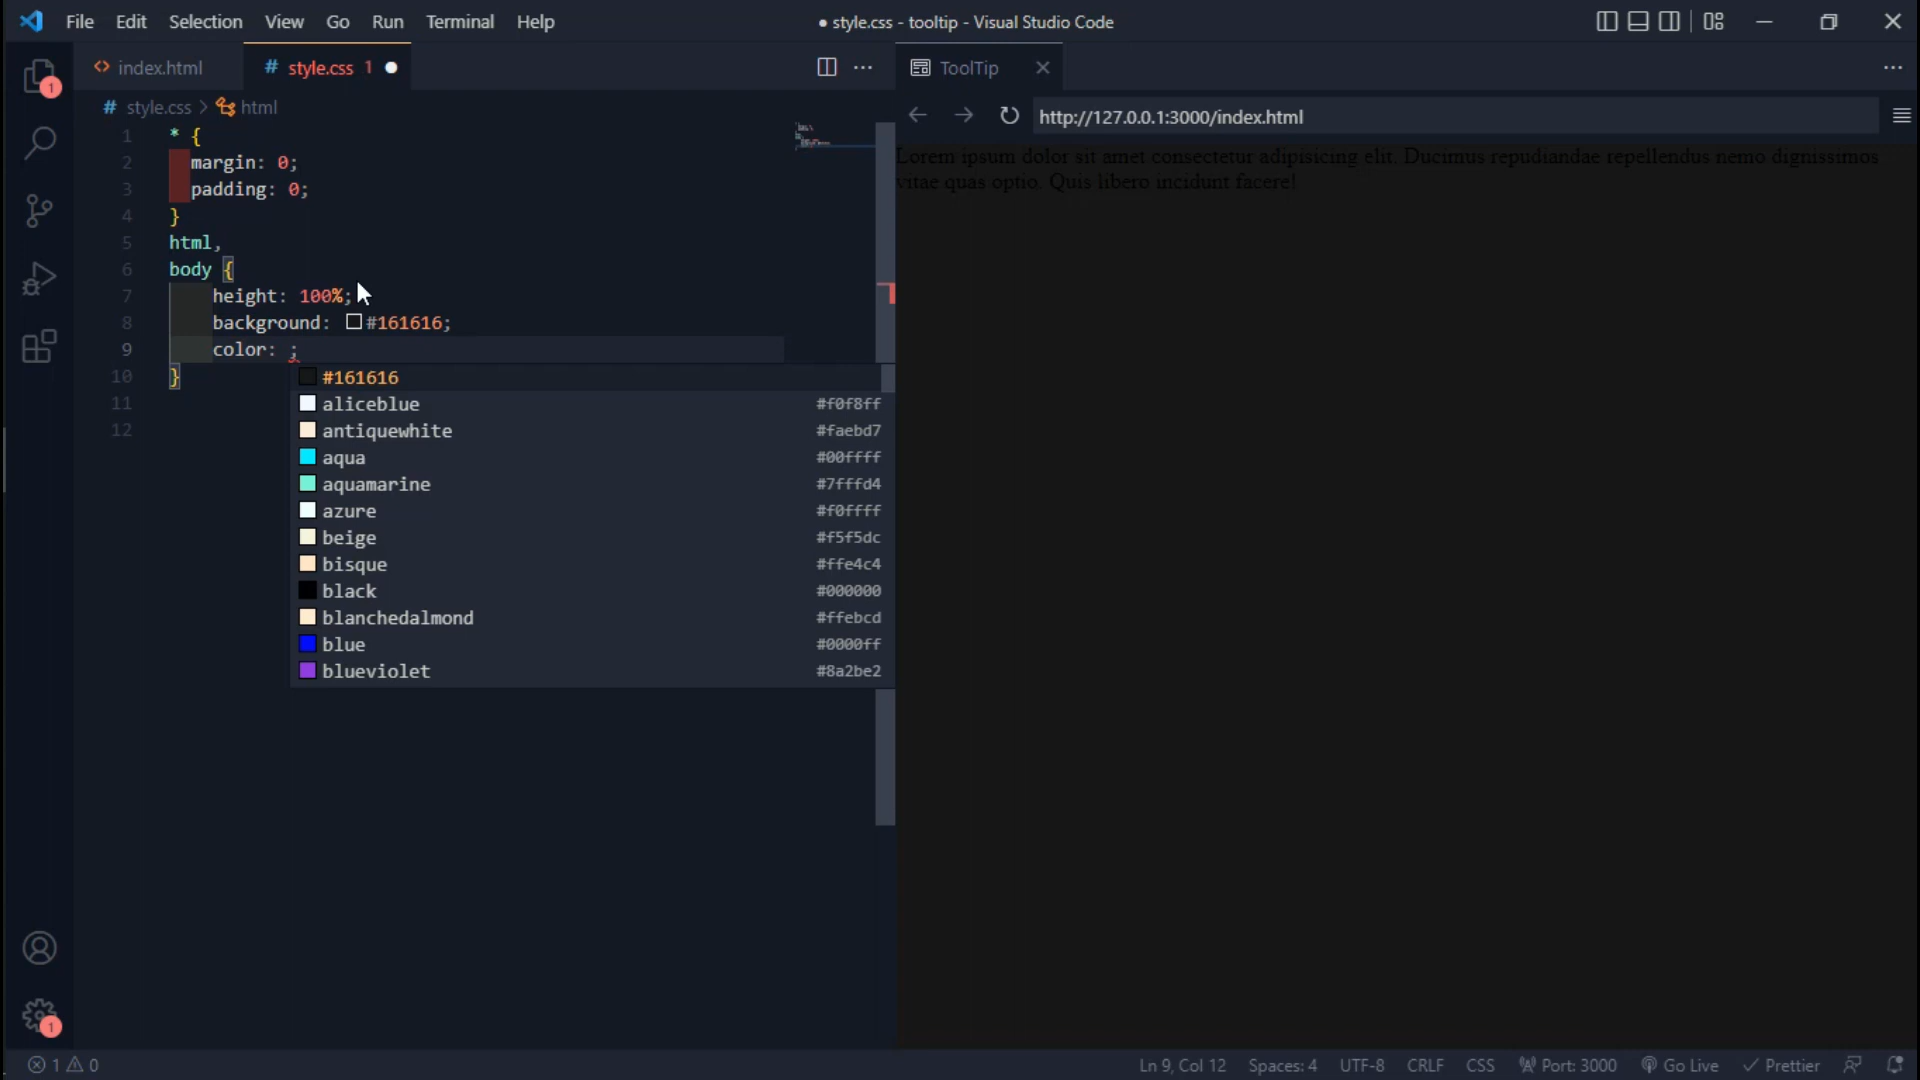 File Edit Selection View Go Run Terminal Help
● style.css - tooltip - Visual Studio Code
1
index.html
# style.css 1 ●
ToolTip
# style.css > html
http://127.0.0.1:3000/index.html
1 * {
2 margin: 0;
3 padding: 0;
4 }
5 html,
6 body {
7 height: 100%;
8 background: #161616;
9 color: ;
10 }
11
12
#161616
aliceblue #f0f8ff
antiquewhite #faebd7
aqua #00ffff
aquamarine #7fffd4
azure #f0ffff
beige #f5f5dc
bisque #ffe4c4
black #000000
blanchedalmond #ffebcd
blue #0000ff
blueviolet #8a2be2
Lorem ipsum dolor sit amet consectetur adipisicing elit. Ducimus repudiandae repellendus nemo dignissimos
vitae quas optio. Quis libero incidunt facere!
1
1 0
Ln 9, Col 12 Spaces: 4 UTF-8 CRLF CSS Port: 3000 Go Live Prettier